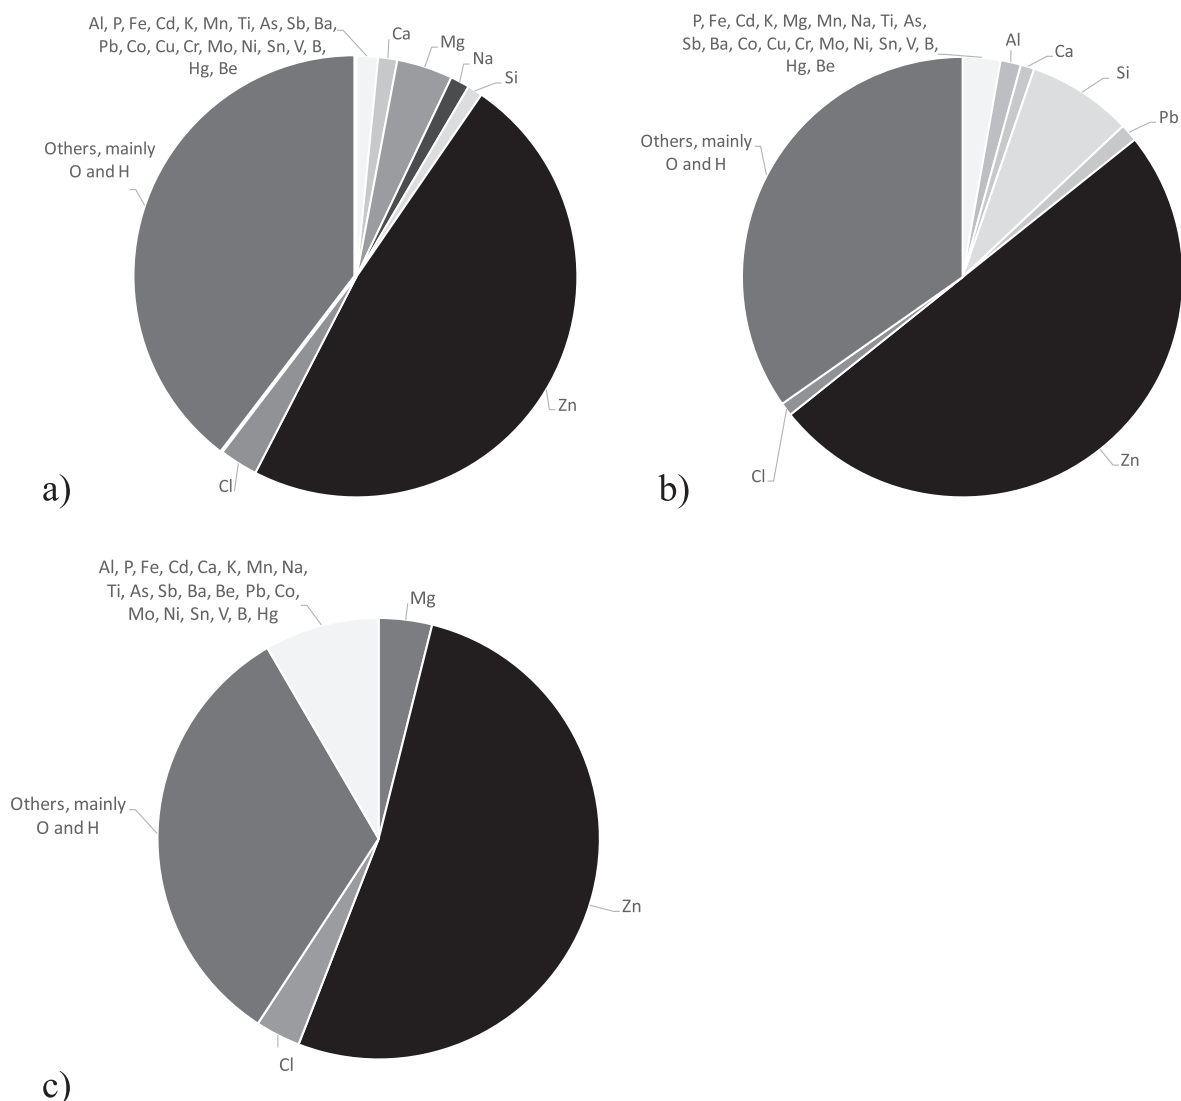 Al, P, Fe, Cd, K, Mn, Ti, As, Sb, Ba,
Pb, Co, Cu, Cr, Mo, Ni, Sn, V, B,
Hg, Be
Ca
Mg
Na
Si
Others, mainly
O and H
Zn
Cl
a)
P, Fe, Cd, K, Mg, Mn, Na, Ti, As,
Sb, Ba, Co, Cu, Cr, Mo, Ni, Sn, V, B,
Hg, Be
Al
Ca
Si
Pb
Others, mainly
O and H
Zn
Cl
b)
Al, P, Fe, Cd, Ca, K, Mn, Na,
Ti, As, Sb, Ba, Be, Pb, Co,
Mo, Ni, Sn, V, B, Hg
Mg
Others, mainly
O and H
Zn
Cl
c)